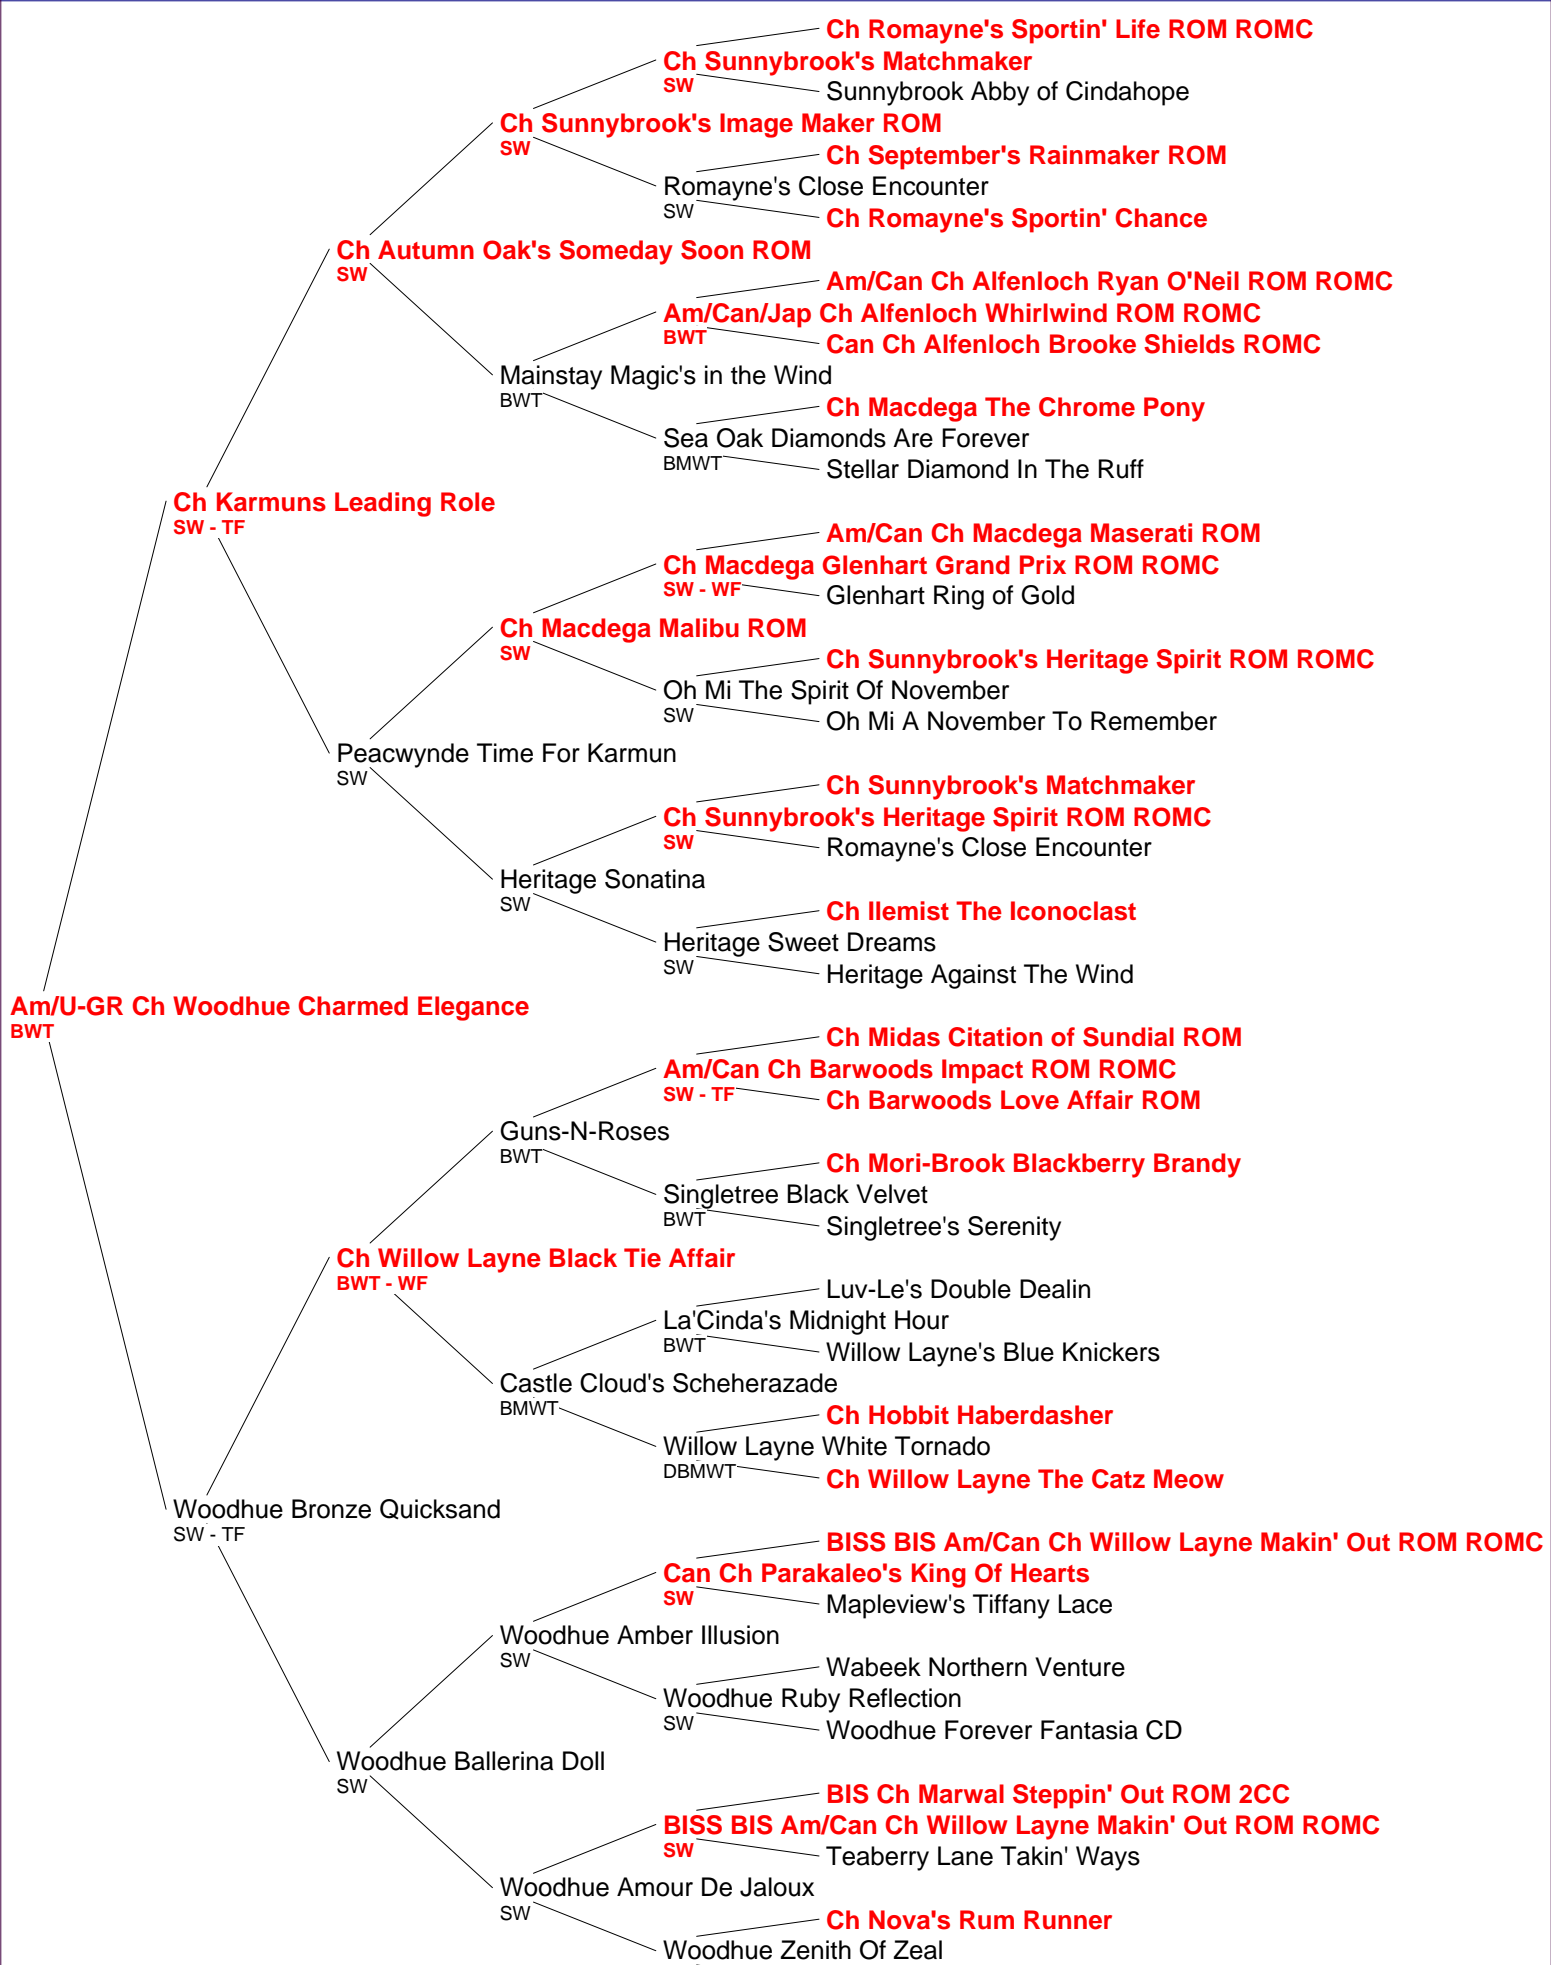 Ch Romayne's Sportin' Life ROM ROMC
Ch Sunnybrook's Matchmaker
SW
Sunnybrook Abby of Cindahope
Ch Sunnybrook's Image Maker ROM
SW
Ch September's Rainmaker ROM
Romayne's Close Encounter
SW
Ch Romayne's Sportin' Chance
Ch Autumn Oak's Someday Soon ROM
SW
Am/Can Ch Alfenloch Ryan O'Neil ROM ROMC
Am/Can/Jap Ch Alfenloch Whirlwind ROM ROMC
BWT
Can Ch Alfenloch Brooke Shields ROMC
Mainstay Magic's in the Wind
BWT
Ch Macdega The Chrome Pony
Sea Oak Diamonds Are Forever
BMWT
Stellar Diamond In The Ruff
Ch Karmuns Leading Role
SW - TF
Am/Can Ch Macdega Maserati ROM
Ch Macdega Glenhart Grand Prix ROM ROMC
SW - WF
Glenhart Ring of Gold
Ch Macdega Malibu ROM
SW
Ch Sunnybrook's Heritage Spirit ROM ROMC
Oh Mi The Spirit Of November
SW
Oh Mi A November To Remember
Peacwynde Time For Karmun
SW
Ch Sunnybrook's Matchmaker
Ch Sunnybrook's Heritage Spirit ROM ROMC
SW
Romayne's Close Encounter
Heritage Sonatina
SW
Ch Ilemist The Iconoclast
Heritage Sweet Dreams
SW
Heritage Against The Wind
Am/U-GR Ch Woodhue Charmed Elegance
BWT
Ch Midas Citation of Sundial ROM
Am/Can Ch Barwoods Impact ROM ROMC
SW - TF
Ch Barwoods Love Affair ROM
Guns-N-Roses
BWT
Ch Mori-Brook Blackberry Brandy
Singletree Black Velvet
BWT
Singletree's Serenity
Ch Willow Layne Black Tie Affair
BWT - WF
Luv-Le's Double Dealin
La'Cinda's Midnight Hour
BWT
Willow Layne's Blue Knickers
Castle Cloud's Scheherazade
BMWT
Ch Hobbit Haberdasher
Willow Layne White Tornado
DBMWT
Ch Willow Layne The Catz Meow
Woodhue Bronze Quicksand
SW - TF
BISS BIS Am/Can Ch Willow Layne Makin' Out ROM ROMC
Can Ch Parakaleo's King Of Hearts
SW
Mapleview's Tiffany Lace
Woodhue Amber Illusion
SW
Wabeek Northern Venture
Woodhue Ruby Reflection
SW
Woodhue Forever Fantasia CD
Woodhue Ballerina Doll
SW
BIS Ch Marwal Steppin' Out ROM 2CC
BISS BIS Am/Can Ch Willow Layne Makin' Out ROM ROMC
SW
Teaberry Lane Takin' Ways
Woodhue Amour De Jaloux
SW
Ch Nova's Rum Runner
Woodhue Zenith Of Zeal